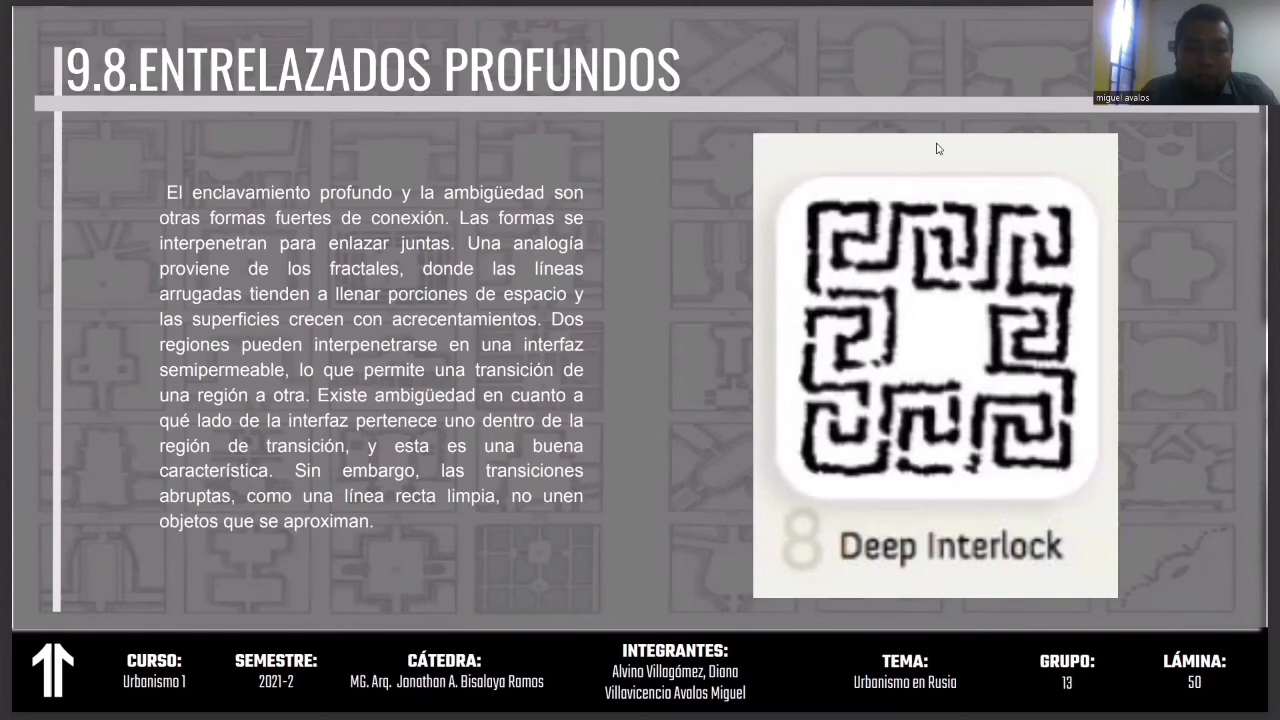 9.8.ENTRELAZADOS PROFUNDOS
miguel avalos
El enclavamiento profundo y la ambigüedad son
otras formas fuertes de conexión. Las formas se
interpenetran para enlazar juntas. Una analogía
proviene de los fractales, donde las líneas
arrugadas tienden a llenar porciones de espacio y
las superficies crecen con acrecentamientos. Dos
regiones pueden interpenetrarse en una interfaz
semipermeable, lo que permite una transición de
una región a otra. Existe ambigüedad en cuanto a
qué lado de la interfaz pertenece uno dentro de la
región de transición, y esta es una buena
característica. Sin embargo, las transiciones
abruptas, como una línea recta limpia, no unen
objetos que se aproximan.
8 Deep Interlock
CURSO:
Urbanismo 1
SEMESTRE:
2021-2
CÁTEDRA:
MG. Arq. Jonathan A. Bisalaya Ramos
INTEGRANTES:
Alvino Villogómez, Diana
Villavicencio Avalos Miguel
TEMA:
Urbanismo en Rusia
GRUPO:
13
LÁMINA:
50